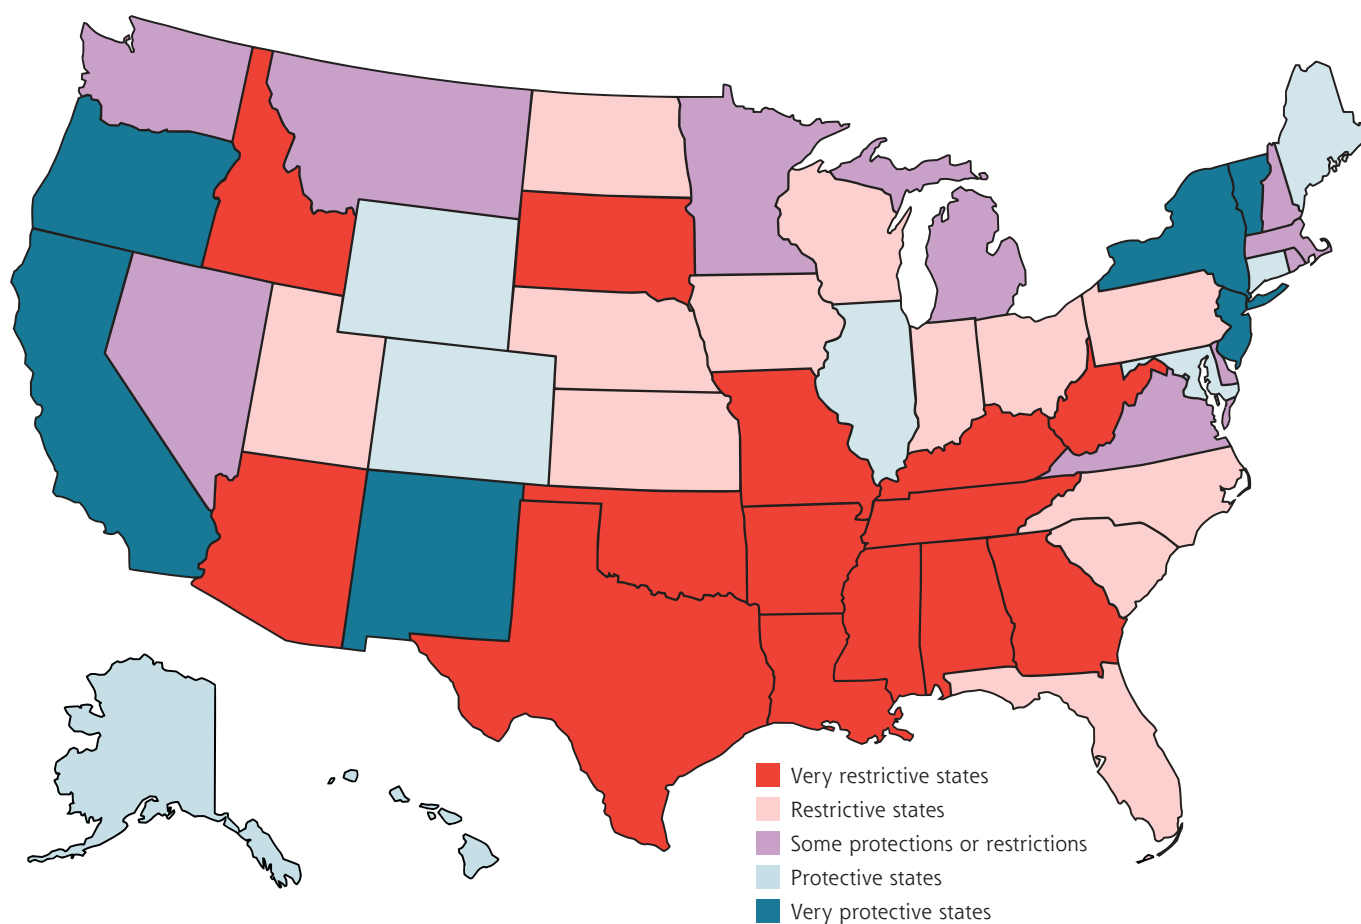 Very restrictive states
Restrictive states
Some protections or restrictions
Protective states
Very protective states